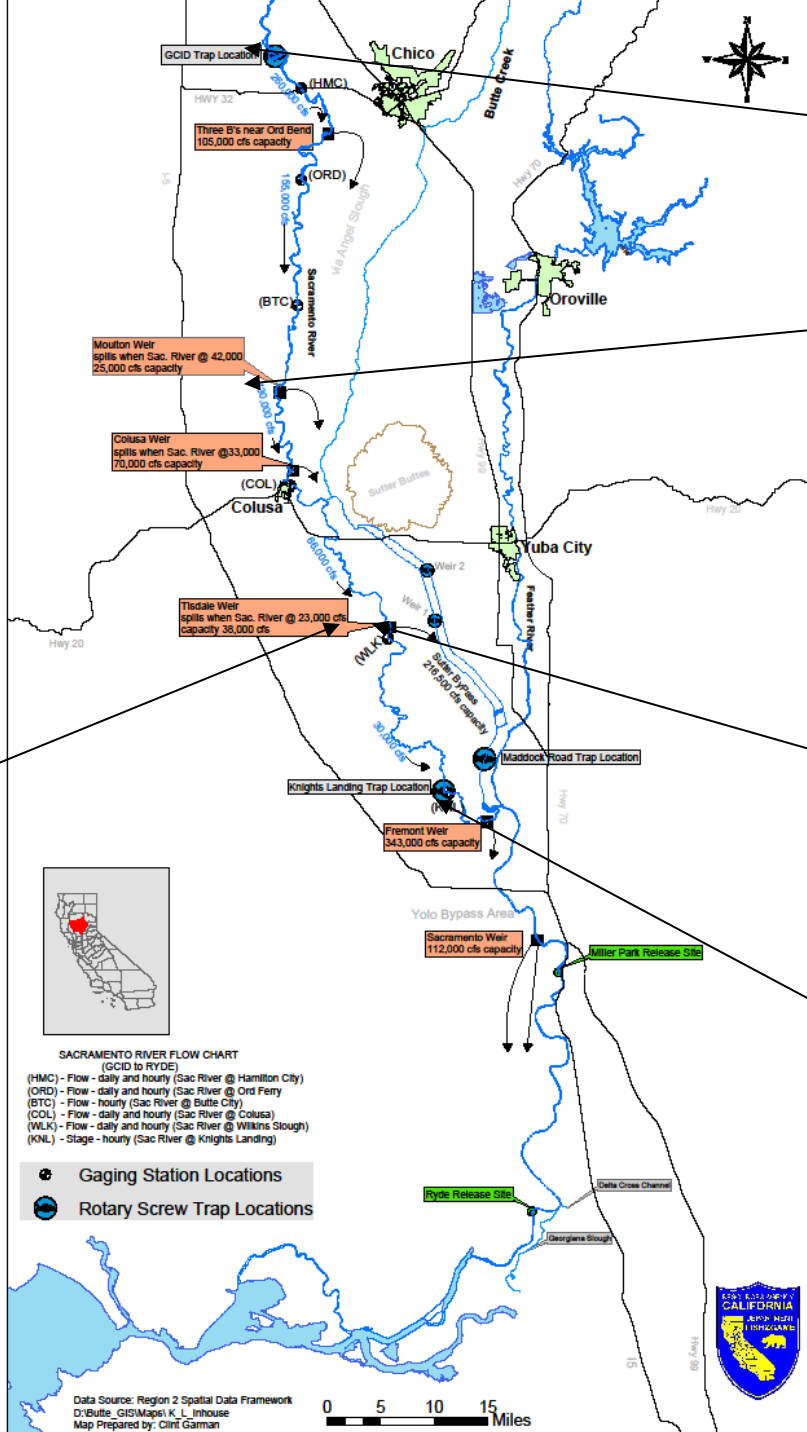 Chico
GCID Trap Location
W
E
N
S
(HMC)
HWY 32
260,000 cfs
Butte Creek
Three B's near Ord Bend
105,000 cfs capacity
I-5
(ORD)
Hwy 70
155,000 cfs
via Angel Slough
Sacramento River
(BTC)
Oroville
Moulton Weir
spills when Sac. River @ 42,000
25,000 cfs capacity
Colusa Weir
spills when Sac. River @33,000
70,000 cfs capacity
Hwy 99
Sutter Buttes
(COL)
Colusa
Hwy 20
66,000 cfs
Yuba City
Weir 2
Feather River
Tisdale Weir
spills when Sac. River @ 23,000 cfs
capacity 38,000 cfs
Weir 1
Hwy 20
(WLK)
Sutter ByPass
216,500 cfs
capacity
30,000 cfs
Maddock Road Trap Location
Knights Landing Trap Location
Hwy 70
Fremont Weir
343,000 cfs capacity
Yolo Bypass Area
Sacramento Weir
112,000 cfs capacity
Miller Park Release Site
SACRAMENTO RIVER FLOW CHART
(GCID to RYDE)
(HMC) - Flow - daily and hourly (Sac River @ Hamilton City)
(ORD) - Flow - daily and hourly (Sac River @ Ord Ferry
(BTC) - Flow - hourly (Sac River @ Butte City)
(COL) - Flow - daily and hourly (Sac River @ Colusa)
(WLK) - Flow - daily and hourly (Sac River @ Wilkins Slough)
(KNL) - Stage - hourly (Sac River @ Knights Landing)
Gaging Station Locations
Rotary Screw Trap Locations
Ryde Release Site
Delta Cross Channel
Georgiana Slough
CALIFORNIA
DEPARTMENT
FISH&GAME
I5
Hwy 99
Data Source: Region 2 Spatial Data Framework
D:\Butte_GIS\Maps\ K_L_Inhouse
Map Prepared by: Clint Garman
0 5 10 15
Miles